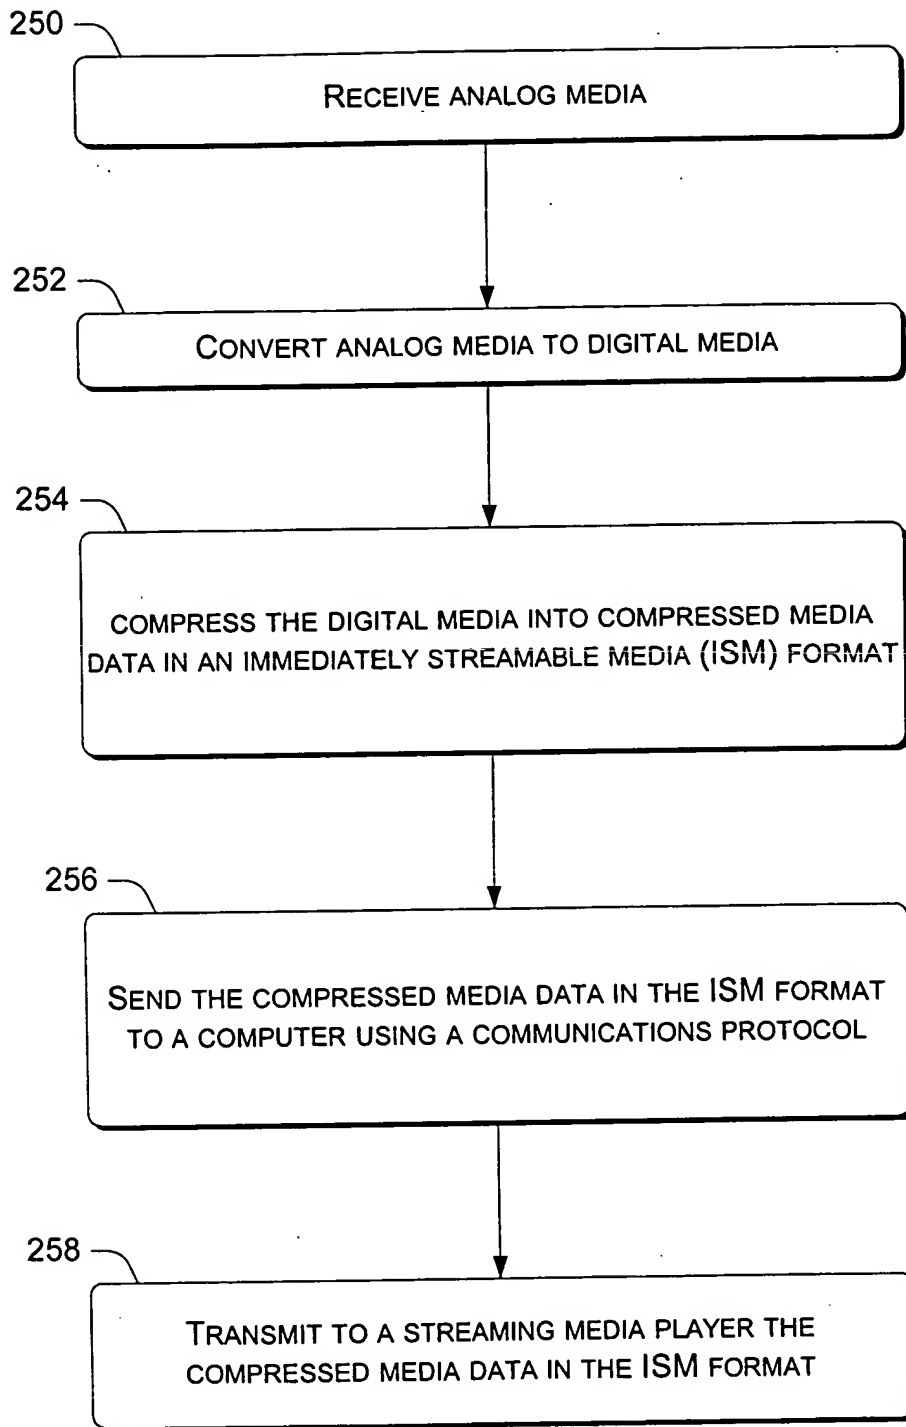 250
RECEIVE ANALOG MEDIA
252
CONVERT ANALOG MEDIA TO DIGITAL MEDIA
254
COMPRESS THE DIGITAL MEDIA INTO COMPRESSED MEDIA
DATA IN AN IMMEDIATELY STREAMABLE MEDIA (ISM) FORMAT
256
SEND THE COMPRESSED MEDIA DATA IN THE ISM FORMAT
TO A COMPUTER USING A COMMUNICATIONS PROTOCOL
258
TRANSMIT TO A STREAMING MEDIA PLAYER THE
COMPRESSED MEDIA DATA IN THE ISM FORMAT